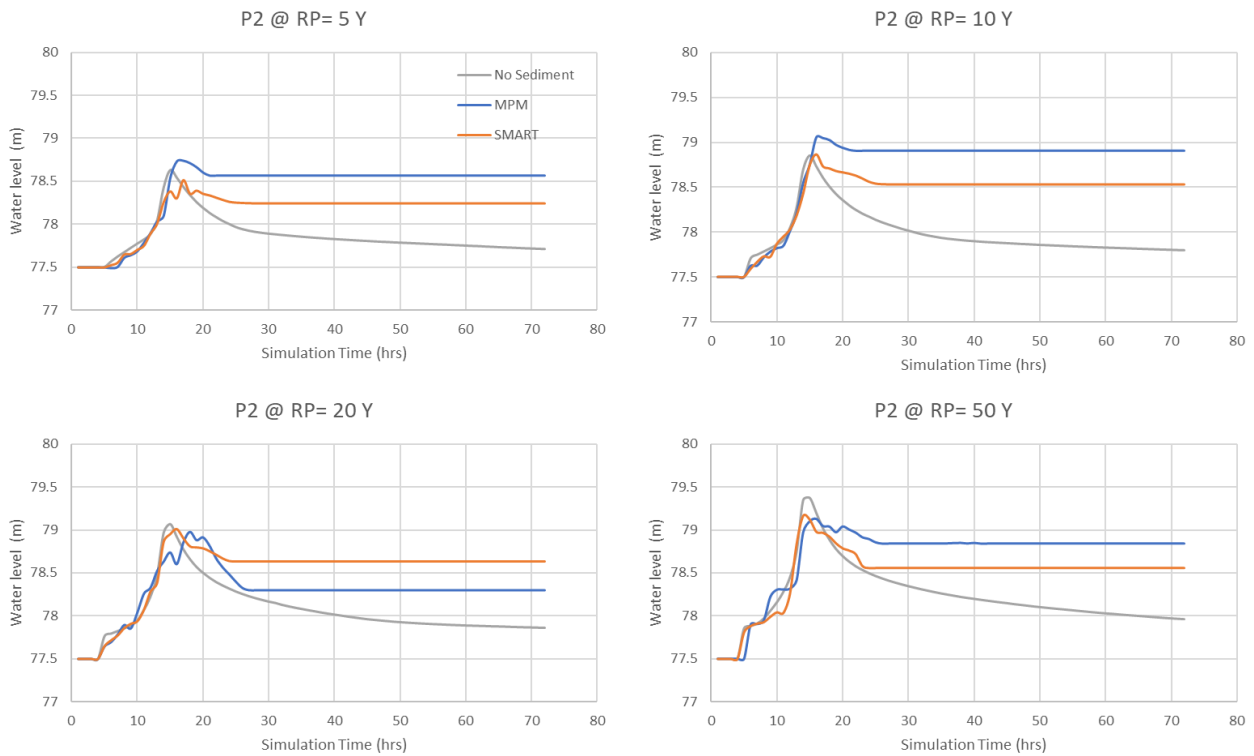 P2 @ RP= 5 Y
80
79.5
79
78.5
78
77.5
77
Water level (m)
No Sediment
MPM
SMART
0 10 20 30 40 50 60 70 80
Simulation Time (hrs)
P2 @ RP= 10 Y
80
79.5
79
78.5
78
77.5
77
Water level (m)
0 10 20 30 40 50 60 70 80
Simulation Time (hrs)
P2 @ RP= 20 Y
80
79.5
79
78.5
78
77.5
77
Water level (m)
0 10 20 30 40 50 60 70 80
Simulation Time (hrs)
P2 @ RP= 50 Y
80
79.5
79
78.5
78
77.5
77
Water level (m)
0 10 20 30 40 50 60 70 80
Simulation Time (hrs)